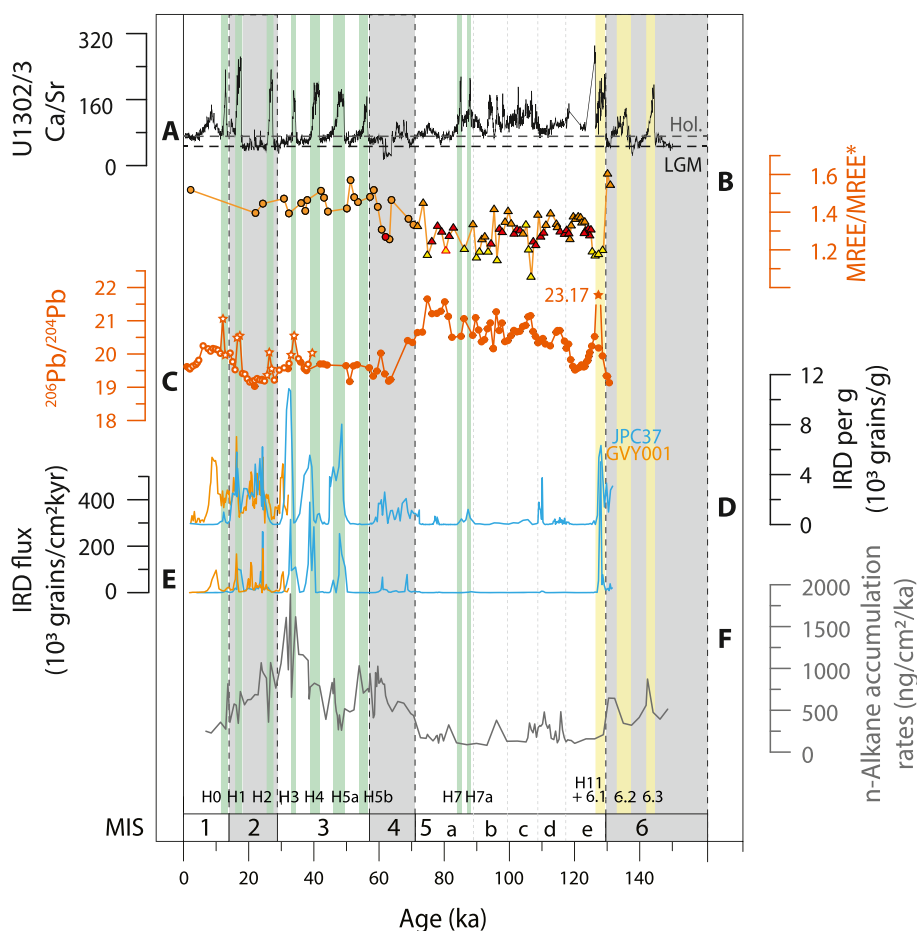 320
160
0
U1302/3
Ca/Sr
A
Hol.
LGM
B
1.6
1.4
1.2
MREE/MREE*
22
21
20
19
18
²⁰⁶Pb/²⁰⁴Pb
C
23.17
12
8
4
0
IRD per g
(10³ grains/g)
JPC37
GVY001
D
400
200
0
IRD flux
(10³ grains/cm²kyr)
E
2000
1500
1000
500
0
n-Alkane accumulation
rates (ng/cm²/ka)
F
H0 H1 H2 H3 H4 H5a H5b H7 H7a H11
+ 6.1 6.2 6.3
MIS 1 2 3 4 5 a b c d e 6
0 20 40 60 80 100 120 140
Age (ka)